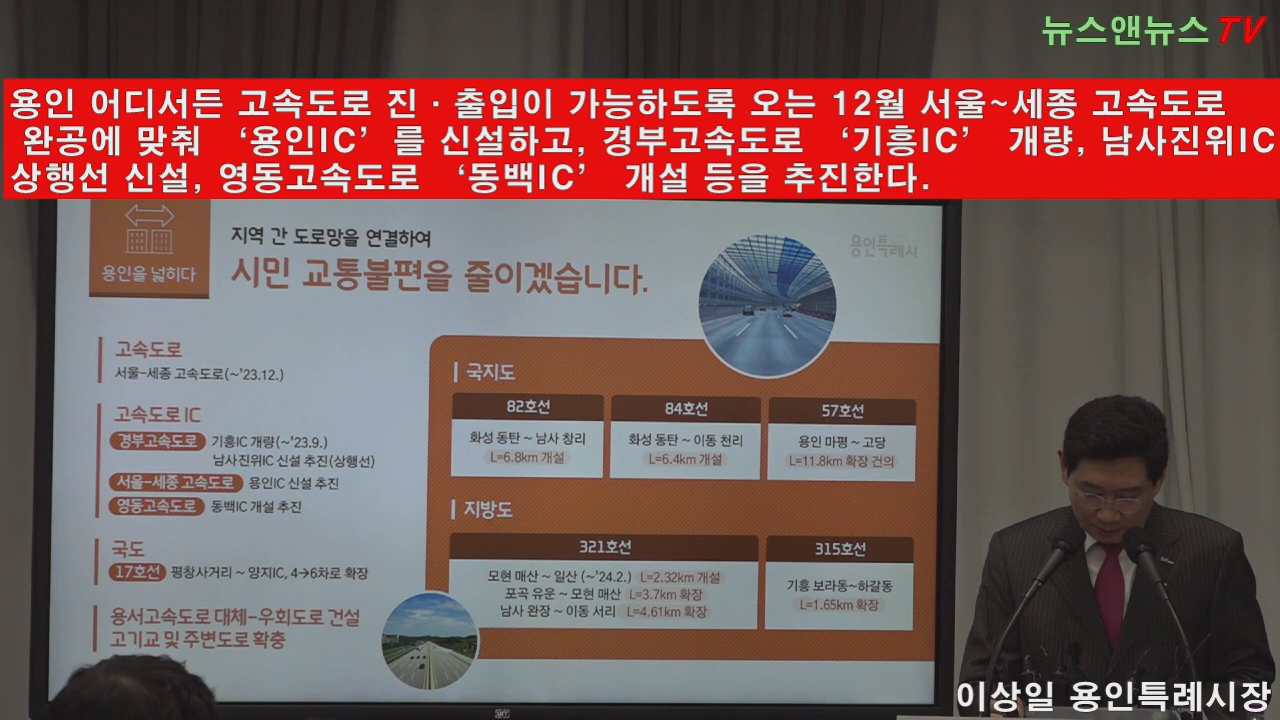 뉴스앤뉴스 TV
용인 어디서든 고속도로 진·출입이 가능하도록 오는 12월 서울~세종 고속도로
완공에 맞춰 ‘용인IC’를 신설하고, 경부고속도로 ‘기흥IC’ 개량, 남사진위IC
상행선 신설, 영동고속도로 ‘동백IC’ 개설 등을 추진한다.
용인을 넓히다
지역 간 도로망을 연결하여
시민 교통불편을 줄이겠습니다.
용인특례시
고속도로
서울-세종 고속도로(~'23.12.)
고속도로 IC
경부고속도로 기흥IC 개량(~'23.9.)
남사진위IC 신설 추진(상행선)
서울-세종 고속도로 용인IC 신설 추진
영동고속도로 동백IC 개설 추진
국도
17호선 평창사거리 ~ 양지IC, 4→6차로 확장
용서고속도로 대체-우회도로 건설
고기교 및 주변도로 확충
국지도
82호선
화성 동탄 ~ 남사 창리
L=6.8km 개설
84호선
화성 동탄 ~ 이동 천리
L=6.4km 개설
57호선
용인 마평 ~ 고당
L=11.8km 확장 건의
지방도
321호선
모현 매산 ~ 일산 (~'24.2.) L=2.32km 개설
포곡 유운 ~ 모현 매산 L=3.7km 확장
남사 완장 ~ 이동 서리 L=4.61km 확장
315호선
기흥 보라동~하갈동
L=1.65km 확장
이상일 용인특례시장